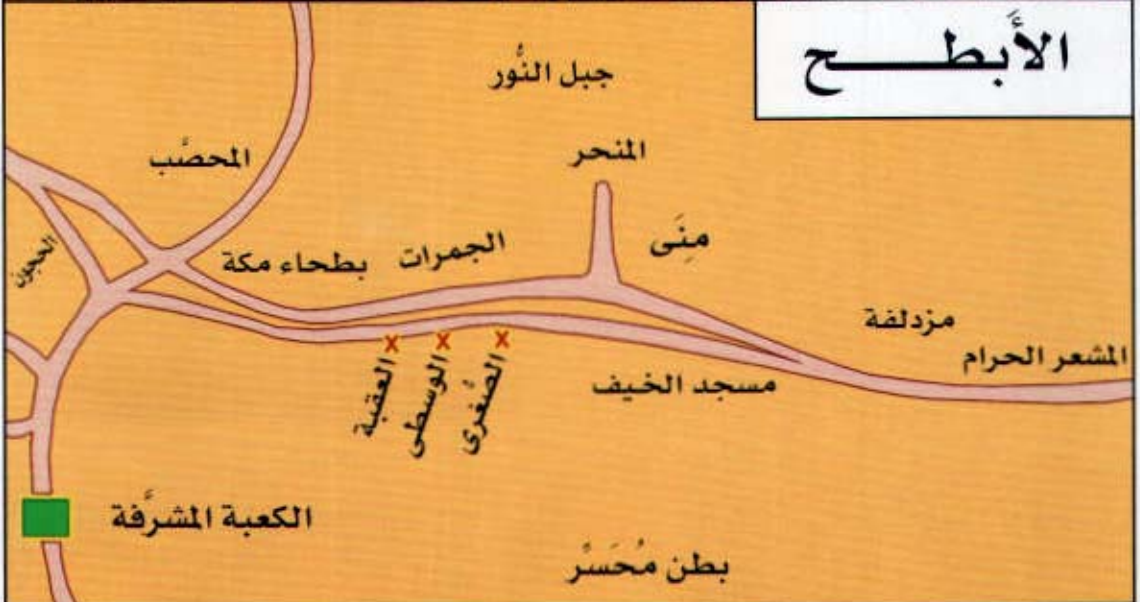 الأَبطـــــح
جبل النُّور
المنحر
المحصَّب
مِنَى
الجمرات
بطحاء مكة
الحجون
مزدلفة
المشعر الحرام
مسجد الخيف
الصُّغرى
الوسطى
العقبة
الكعبة المشرَّفة
بطن مُحَسِّر